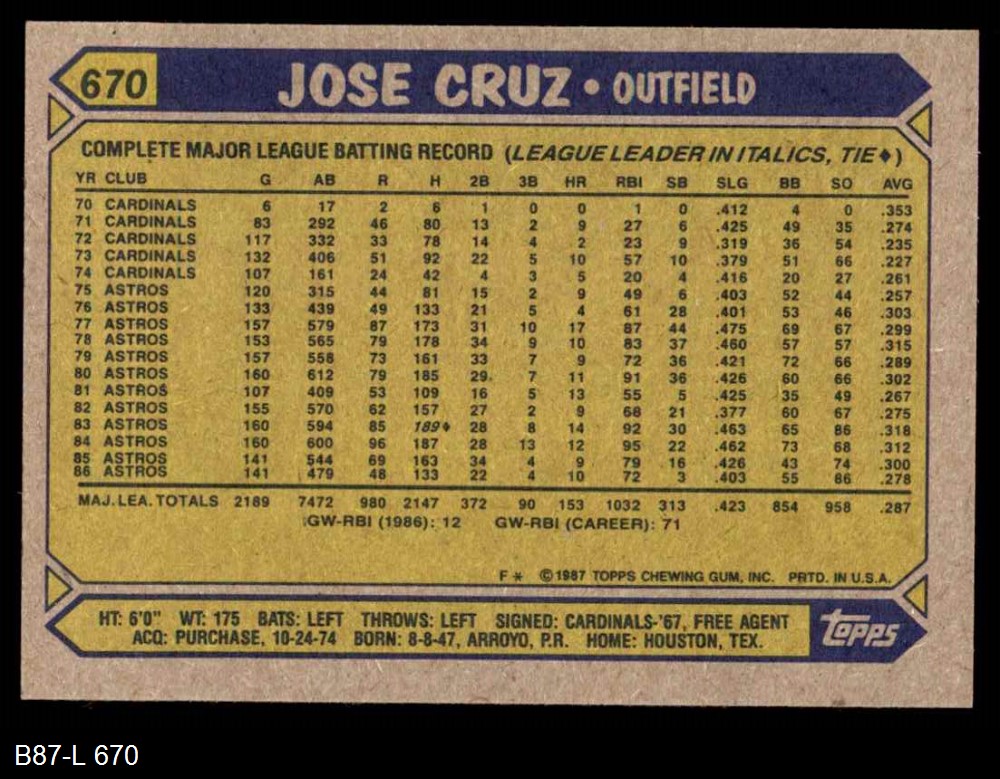 670 JOSE CRUZ • OUTFIELD
COMPLETE MAJOR LEAGUE BATTING RECORD (LEAGUE LEADER IN ITALICS, TIE♦)
YR CLUB G AB R H 2B 3B HR RBI SB SLG BB SO AVG
70 CARDINALS 6 17 2 6 1 0 0 1 0 .412 4 0 .353
71 CARDINALS 83 292 46 80 13 2 9 27 6 .425 49 35 .274
72 CARDINALS 117 332 33 78 14 4 2 23 9 .319 36 54 .235
73 CARDINALS 132 406 51 92 22 5 10 57 10 .379 51 66 .227
74 CARDINALS 107 161 24 42 4 3 5 20 4 .416 20 27 .261
75 ASTROS 120 315 44 81 15 2 9 49 6 .403 52 44 .257
76 ASTROS 133 439 49 133 21 5 4 61 28 .401 53 46 .303
77 ASTROS 157 579 87 173 31 10 17 87 44 .475 69 67 .299
78 ASTROS 153 565 79 178 34 9 10 83 37 .460 57 57 .315
79 ASTROS 157 558 73 161 33 7 9 72 36 .421 72 66 .289
80 ASTROS 160 612 79 185 29 7 11 91 36 .426 60 66 .302
81 ASTROS 107 409 53 109 16 5 13 55 5 .425 35 49 .267
82 ASTROS 155 570 62 157 27 2 9 68 21 .377 60 67 .275
83 ASTROS 160 594 85 189♦ 28 8 14 92 30 .463 65 86 .318
84 ASTROS 160 600 96 187 28 13 12 95 22 .462 73 68 .312
85 ASTROS 141 544 69 163 34 4 9 79 16 .426 43 74 .300
86 ASTROS 141 479 48 133 22 4 10 72 3 .403 55 86 .278
MAJ. LEA. TOTALS 2189 7472 980 2147 372 90 153 1032 313 .423 854 958 .287
GW-RBI (1986): 12 GW-RBI (CAREER): 71
F* ©1987 TOPPS CHEWING GUM, INC. PRTD. IN U.S.A.
HT: 6'0" WT: 175 BATS: LEFT THROWS: LEFT SIGNED: CARDINALS-'67, FREE AGENT
ACQ: PURCHASE, 10-24-74 BORN: 8-8-47, ARROYO, P.R. HOME: HOUSTON, TEX.
Topps
B87-L 670